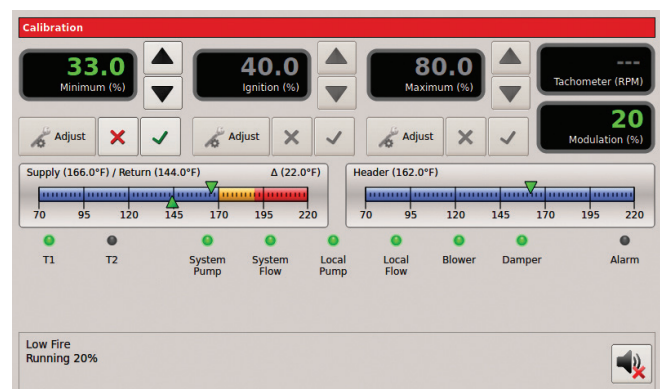 Calibration
33.0
Minimum (%)
40.0
Ignition (%)
80.0
Maximum (%)
---
Tachometer (RPM)
Adjust
Adjust
Adjust
20
Modulation (%)
Supply (166.0°F) / Return (144.0°F) Δ (22.0°F)
70 95 120 145 170 195 220
Header (162.0°F)
70 95 120 145 170 195 220
T1
T2
System Pump
System Flow
Local Pump
Local Flow
Blower
Damper
Alarm
Low Fire
Running 20%